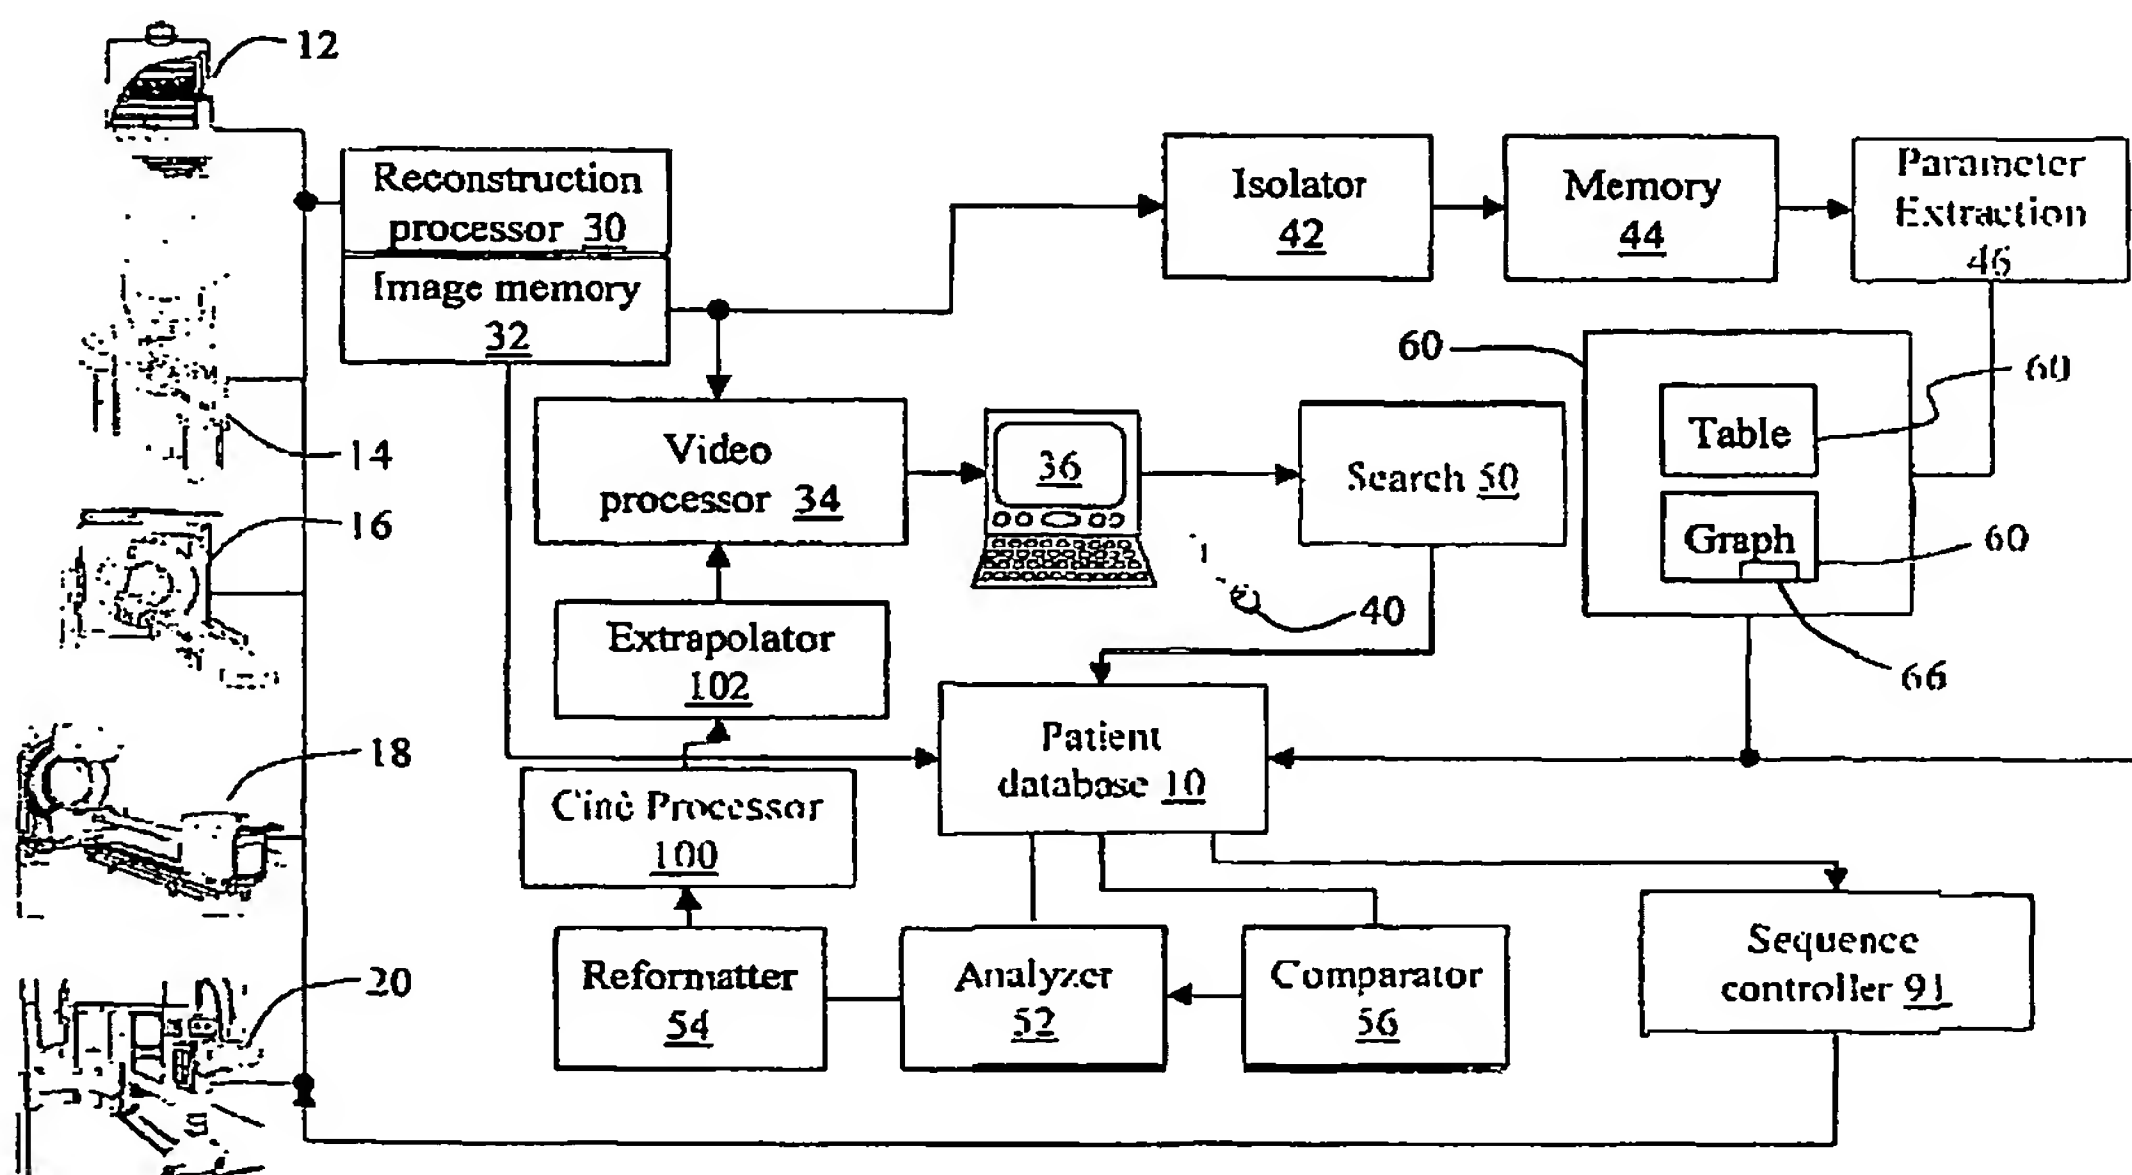 12
Reconstruction
processor 30
Image memory
32
Isolator
42
Memory
44
Parameter
Extraction
46
14
Video
processor 34
36
Search 50
60
60
Table
Graph
60
66
16
40
Extrapolator
102
18
Cinè Processor
100
Patient
database 10
20
Reformatter
54
Analyzer
52
Comparator
56
Sequence
controller 91